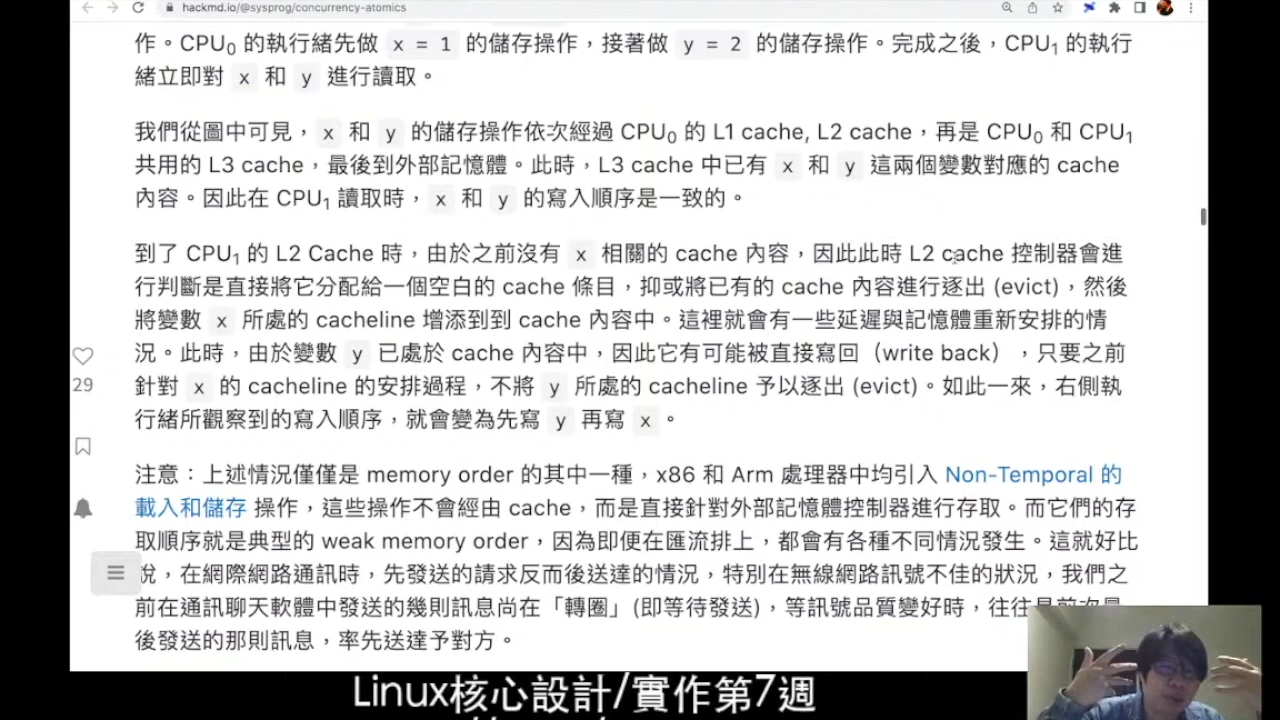 hackmd.io/@sysprog/concurrency-atomics
作。CPU0 的執行緒先做 x = 1 的儲存操作，接著做 y = 2 的儲存操作。完成之後，CPU1 的執行
緒立即對 x 和 y 進行讀取。
我們從圖中可見，x 和 y 的儲存操作依次經過 CPU0 的 L1 cache, L2 cache，再是 CPU0 和 CPU1
共用的 L3 cache，最後到外部記憶體。此時，L3 cache 中已有 x 和 y 這兩個變數對應的 cache
內容。因此在 CPU1 讀取時，x 和 y 的寫入順序是一致的。
到了 CPU1 的 L2 Cache 時，由於之前沒有 x 相關的 cache 內容，因此此時 L2 cache 控制器會進
行判斷是直接將它分配給一個空白的 cache 條目，抑或將已有的 cache 內容進行逐出 (evict)，然後
將變數 x 所處的 cacheline 增添到到 cache 內容中。這裡就會有一些延遲與記憶體重新安排的情
況。此時，由於變數 y 已處於 cache 內容中，因此它有可能被直接寫回（write back），只要之前
針對 x 的 cacheline 的安排過程，不將 y 所處的 cacheline 予以逐出 (evict)。如此一來，右側執
行緒所觀察到的寫入順序，就會變為先寫 y 再寫 x。
29
注意：上述情況僅僅是 memory order 的其中一種，x86 和 Arm 處理器中均引入 Non-Temporal 的
載入和儲存 操作，這些操作不會經由 cache，而是直接針對外部記憶體控制器進行存取。而它們的存
取順序就是典型的 weak memory order，因為即便在匯流排上，都會有各種不同情況發生。這就好比
說，在網際網路通訊時，先發送的請求反而後送達的情況，特別在無線網路訊號不佳的狀況，我們之
前在通訊聊天軟體中發送的幾則訊息尚在「轉圈」(即等待發送)，等訊號品質變好時，往往是前次最
後發送的那則訊息，率先送達予對方。
Linux核心設計/實作第7週